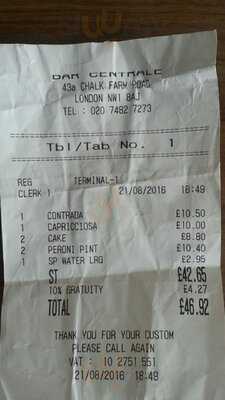 BAR CENTRALE
43a CHALK FARM ROAD
LONDON NW1 8AJ
TEL : 020 7482 7273
Tbl/Tab No. 1
REG TERMINAL-1
CLERK 1 21/08/2016 18:49
1 CONTRADA £10.50
1 CAPRICCIOSA £10.00
2 CAKE £8.80
2 PERONI PINT £10.40
1 SP WATER LRG £2.95
ST £42.65
10% GRATUITY £4.27
TOTAL £46.92
THANK YOU FOR YOUR CUSTOM
PLEASE CALL AGAIN
VAT : 10 2751 551
21/08/2016 18:49